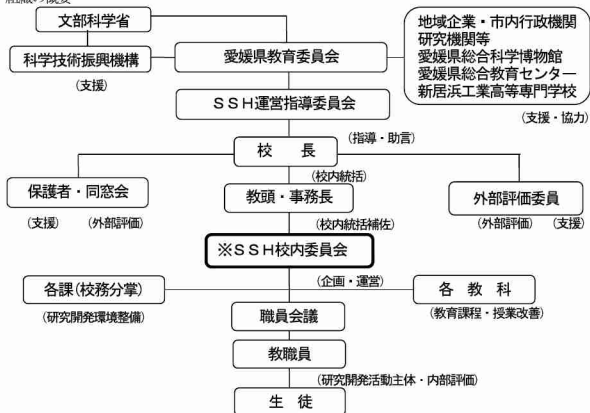 文部科学省
科学技術振興機構
(支援)
愛媛県教育委員会
地域企業・市内行政機関
研究機関等
愛媛県総合科学博物館
愛媛県総合教育センター
新居浜工業高等専門学校
(支援・協力)
ＳＳＨ運営指導委員会
(指導・助言)
校　長
(校内統括)
保護者・同窓会
(支援)　(外部評価)
教頭・事務長
(校内統括補佐)
外部評価委員
(外部評価)　(支援)
※ＳＳＨ校内委員会
(企画・運営)
各課(校務分掌)
(研究開発環境整備)
各　教　科
(教育課程・授業改善)
職員会議
教職員
(研究開発活動主体・内部評価)
生　徒